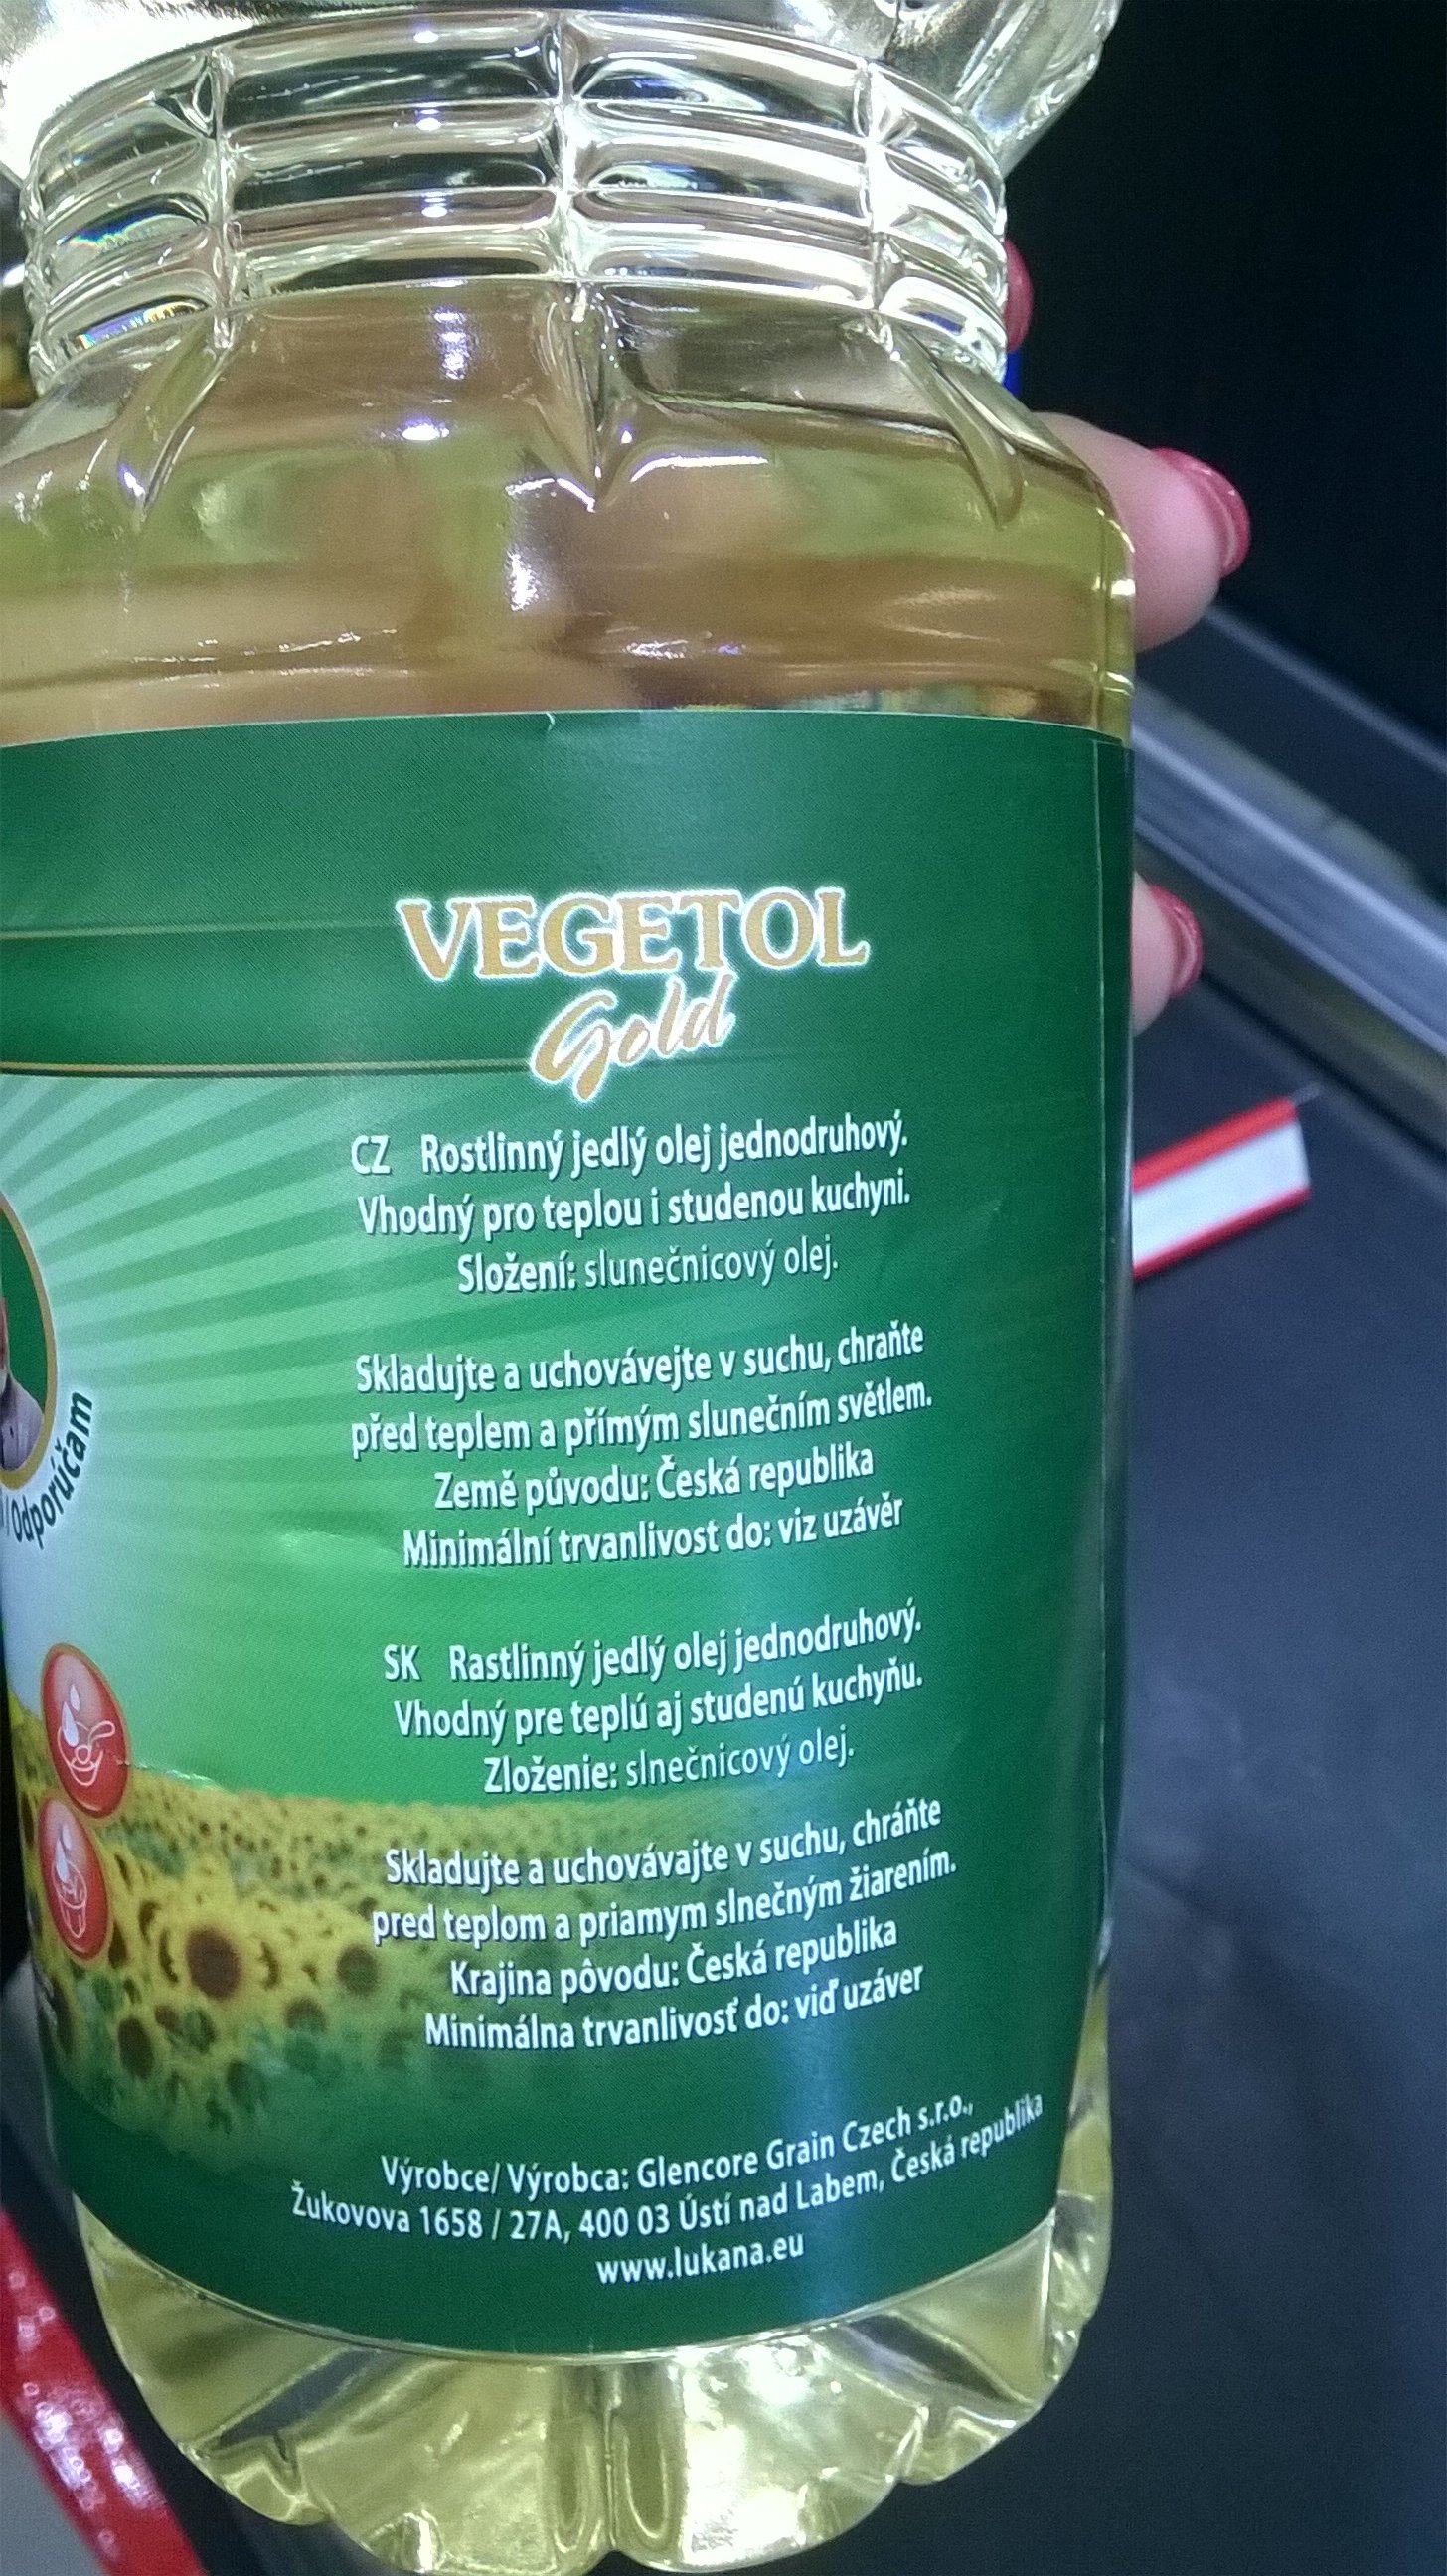 VEGETOL
Gold
CZ Rostlinný jedlý olej jednodruhový.
Vhodný pro teplou i studenou kuchyni.
Složení: slunečnicový olej.
Skladujte a uchovávejte v suchu, chraňte
před teplem a přímým slunečním světlem.
Země původu: Česká republika
Minimální trvanlivost do: viz uzávěr
/ Odporúčam
SK Rastlinný jedlý olej jednodruhový.
Vhodný pre teplú aj studenú kuchyňu.
Zloženie: slnečnicový olej.
Skladujte a uchovávajte v suchu, chráňte
pred teplom a priamym slnečným žiarením.
Krajina pôvodu: Česká republika
Minimálna trvanlivosť do: viď uzáver
Výrobce/ Výrobca: Glencore Grain Czech s.r.o.,
Žukovova 1658 / 27A, 400 03 Ústí nad Labem, Česká republika
www.lukana.eu